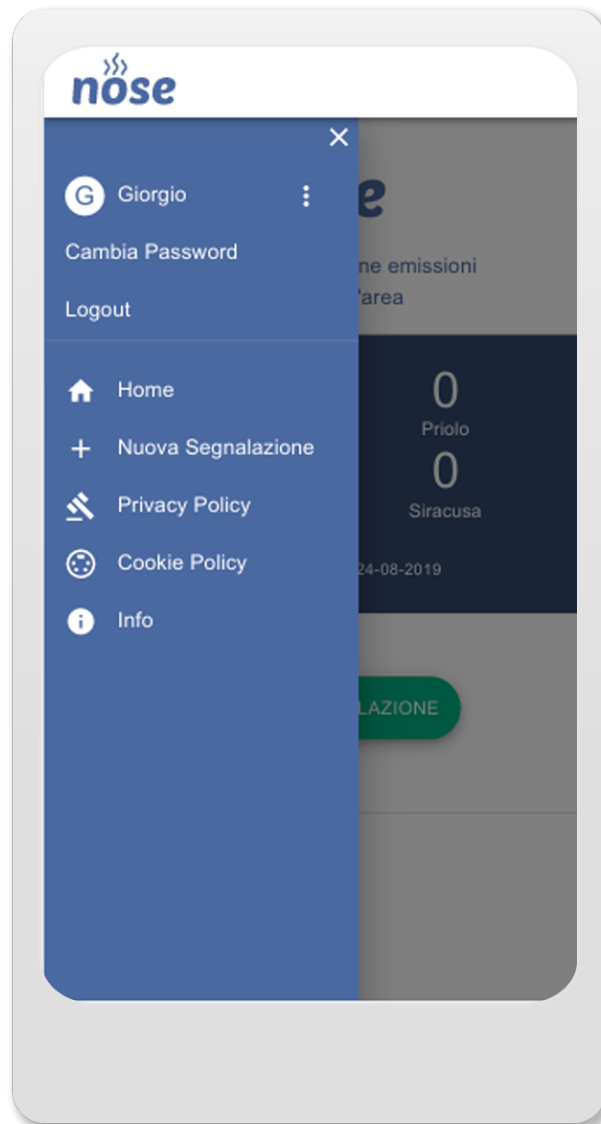 nose
G Giorgio
Cambia Password
Logout
Home
Nuova Segnalazione
Privacy Policy
Cookie Policy
Info
e
ne emissioni
'area
0
Priolo
0
Siracusa
24-08-2019
LAZIONE